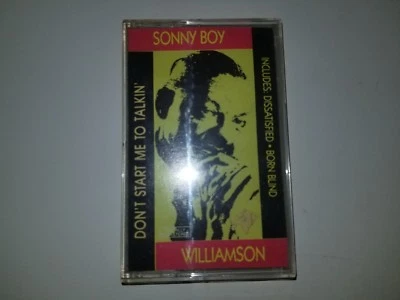 SONNY BOY
DON'T START ME TO TALKIN'
INCLUDES: DISSATISFIED • BORN BLIND
WILLIAMSON